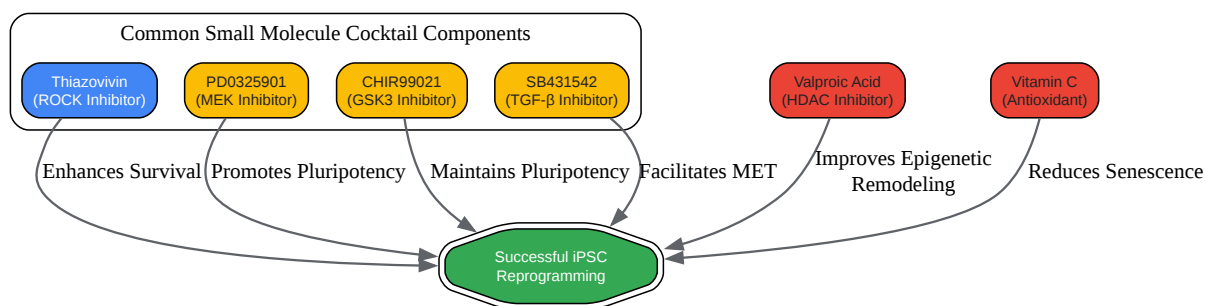 Common Small Molecule Cocktail Components
Thiazovivin
(ROCK Inhibitor)
PD0325901
(MEK Inhibitor)
CHIR99021
(GSK3 Inhibitor)
SB431542
(TGF-β Inhibitor)
Valproic Acid
(HDAC Inhibitor)
Vitamin C
(Antioxidant)
Enhances Survival
Promotes Pluripotency
Maintains Pluripotency
Facilitates MET
Improves Epigenetic
Remodeling
Reduces Senescence
Successful iPSC
Reprogramming